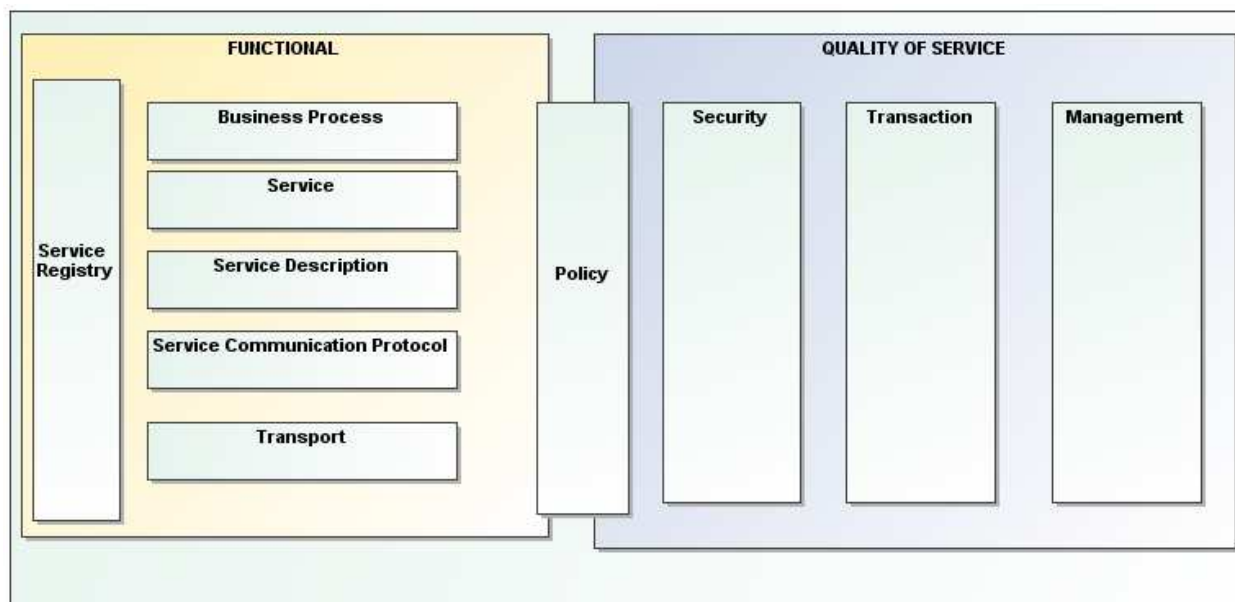 FUNCTIONAL
Service
Registry
Business Process
Service
Service Description
Service Communication Protocol
Transport
Policy
QUALITY OF SERVICE
Security
Transaction
Management